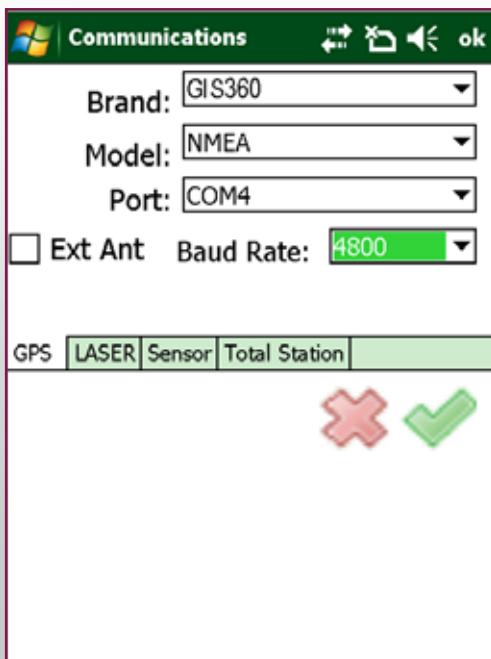 Communications ok
Brand: GIS360
Model: NMEA
Port: COM4
Ext Ant Baud Rate: 4800
GPS LASER Sensor Total Station